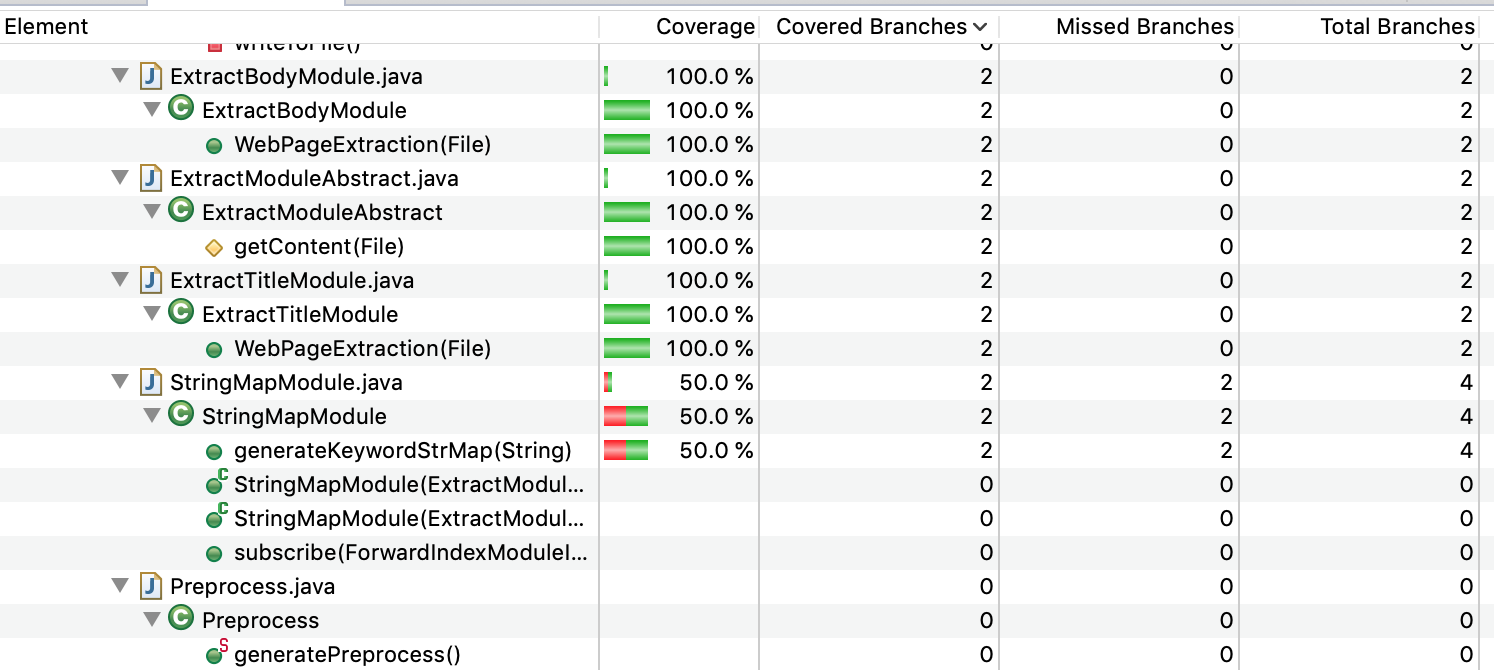 Element Coverage Covered Branches Missed Branches Total Branches
writeToFile() 0 0 0
ExtractBodyModule.java 100.0 % 2 0 2
ExtractBodyModule 100.0 % 2 0 2
WebPageExtraction(File) 100.0 % 2 0 2
ExtractModuleAbstract.java 100.0 % 2 0 2
ExtractModuleAbstract 100.0 % 2 0 2
getContent(File) 100.0 % 2 0 2
ExtractTitleModule.java 100.0 % 2 0 2
ExtractTitleModule 100.0 % 2 0 2
WebPageExtraction(File) 100.0 % 2 0 2
StringMapModule.java 50.0 % 2 2 4
StringMapModule 50.0 % 2 2 4
generateKeywordStrMap(String) 50.0 % 2 2 4
StringMapModule(ExtractModul... 0 0 0
StringMapModule(ExtractModul... 0 0 0
subscribe(ForwardIndexModuleI... 0 0 0
Preprocess.java 0 0 0
Preprocess 0 0 0
generatePreprocess() 0 0 0